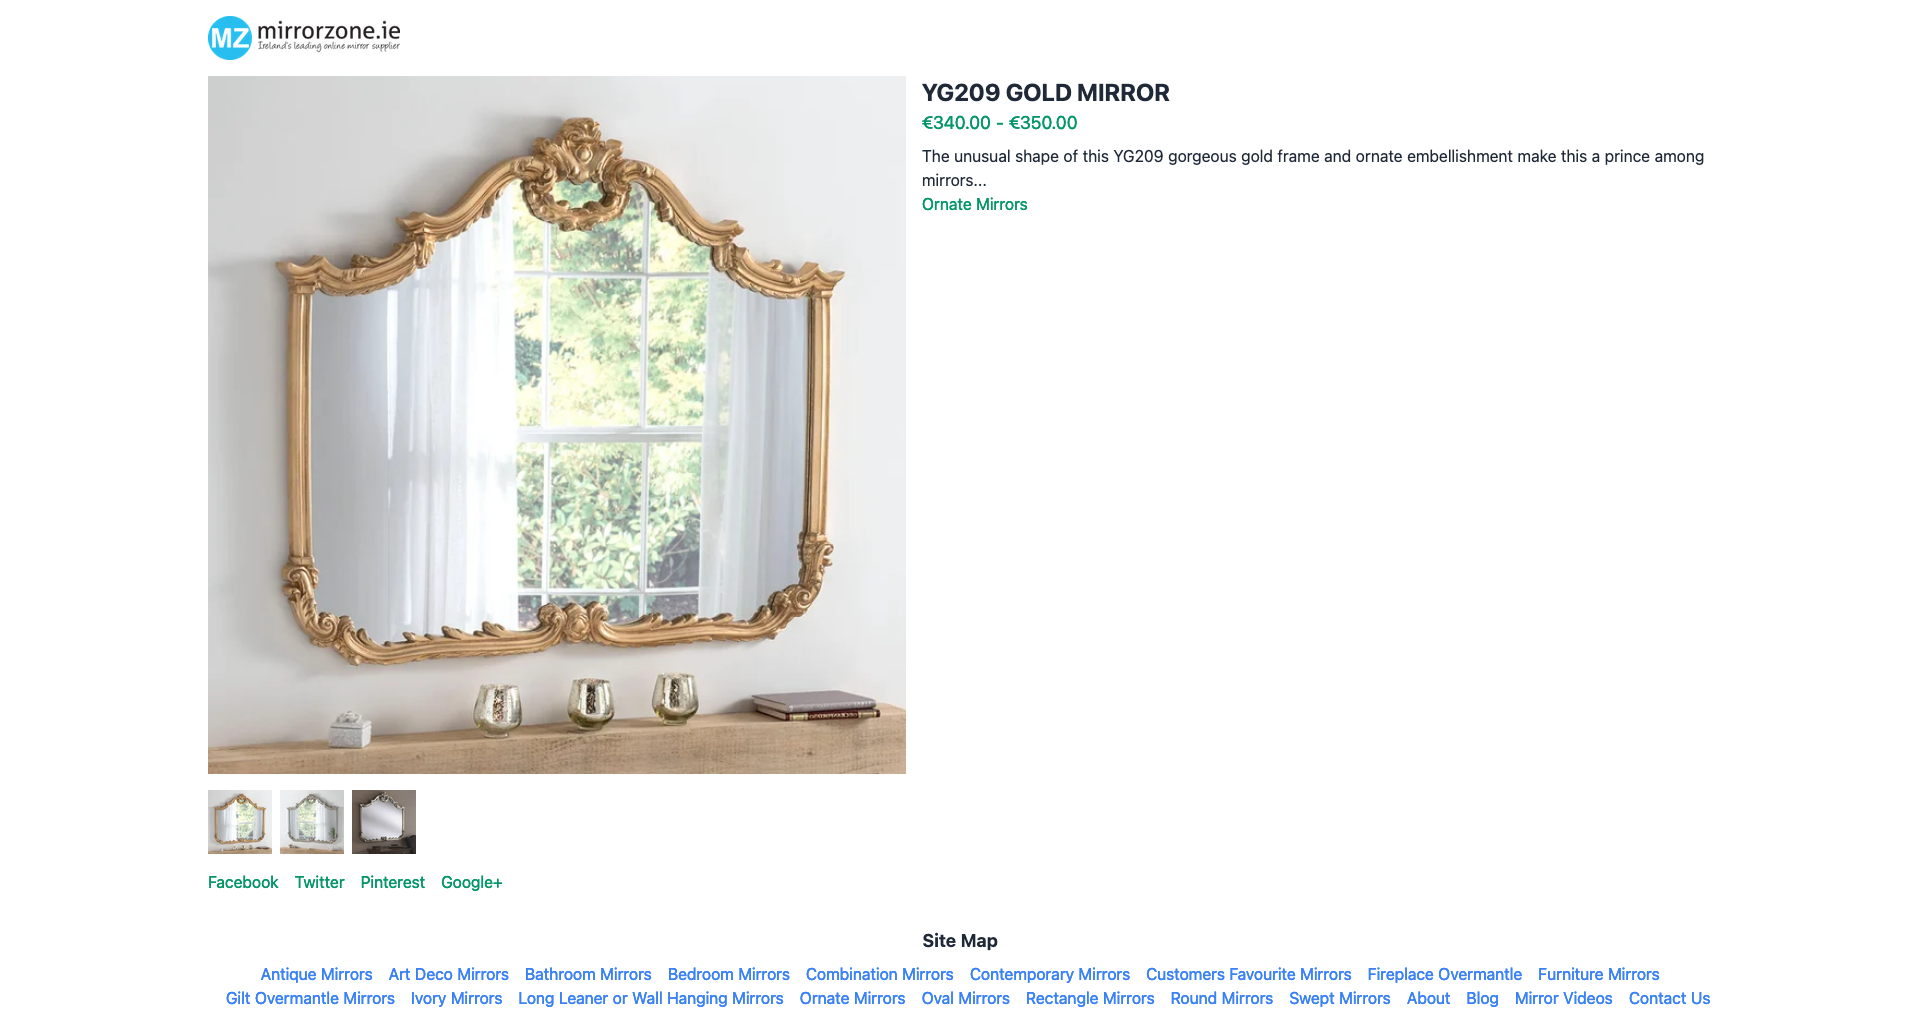 MZ mirrorzone.ie
Ireland's leading online mirror supplier
YG209 GOLD MIRROR
€340.00 - €350.00
The unusual shape of this YG209 gorgeous gold frame and ornate embellishment make this a prince among
mirrors...
Ornate Mirrors
Facebook Twitter Pinterest Google+
Site Map
Antique Mirrors Art Deco Mirrors Bathroom Mirrors Bedroom Mirrors Combination Mirrors Contemporary Mirrors Customers Favourite Mirrors Fireplace Overmantle Furniture Mirrors
Gilt Overmantle Mirrors Ivory Mirrors Long Leaner or Wall Hanging Mirrors Ornate Mirrors Oval Mirrors Rectangle Mirrors Round Mirrors Swept Mirrors About Blog Mirror Videos Contact Us